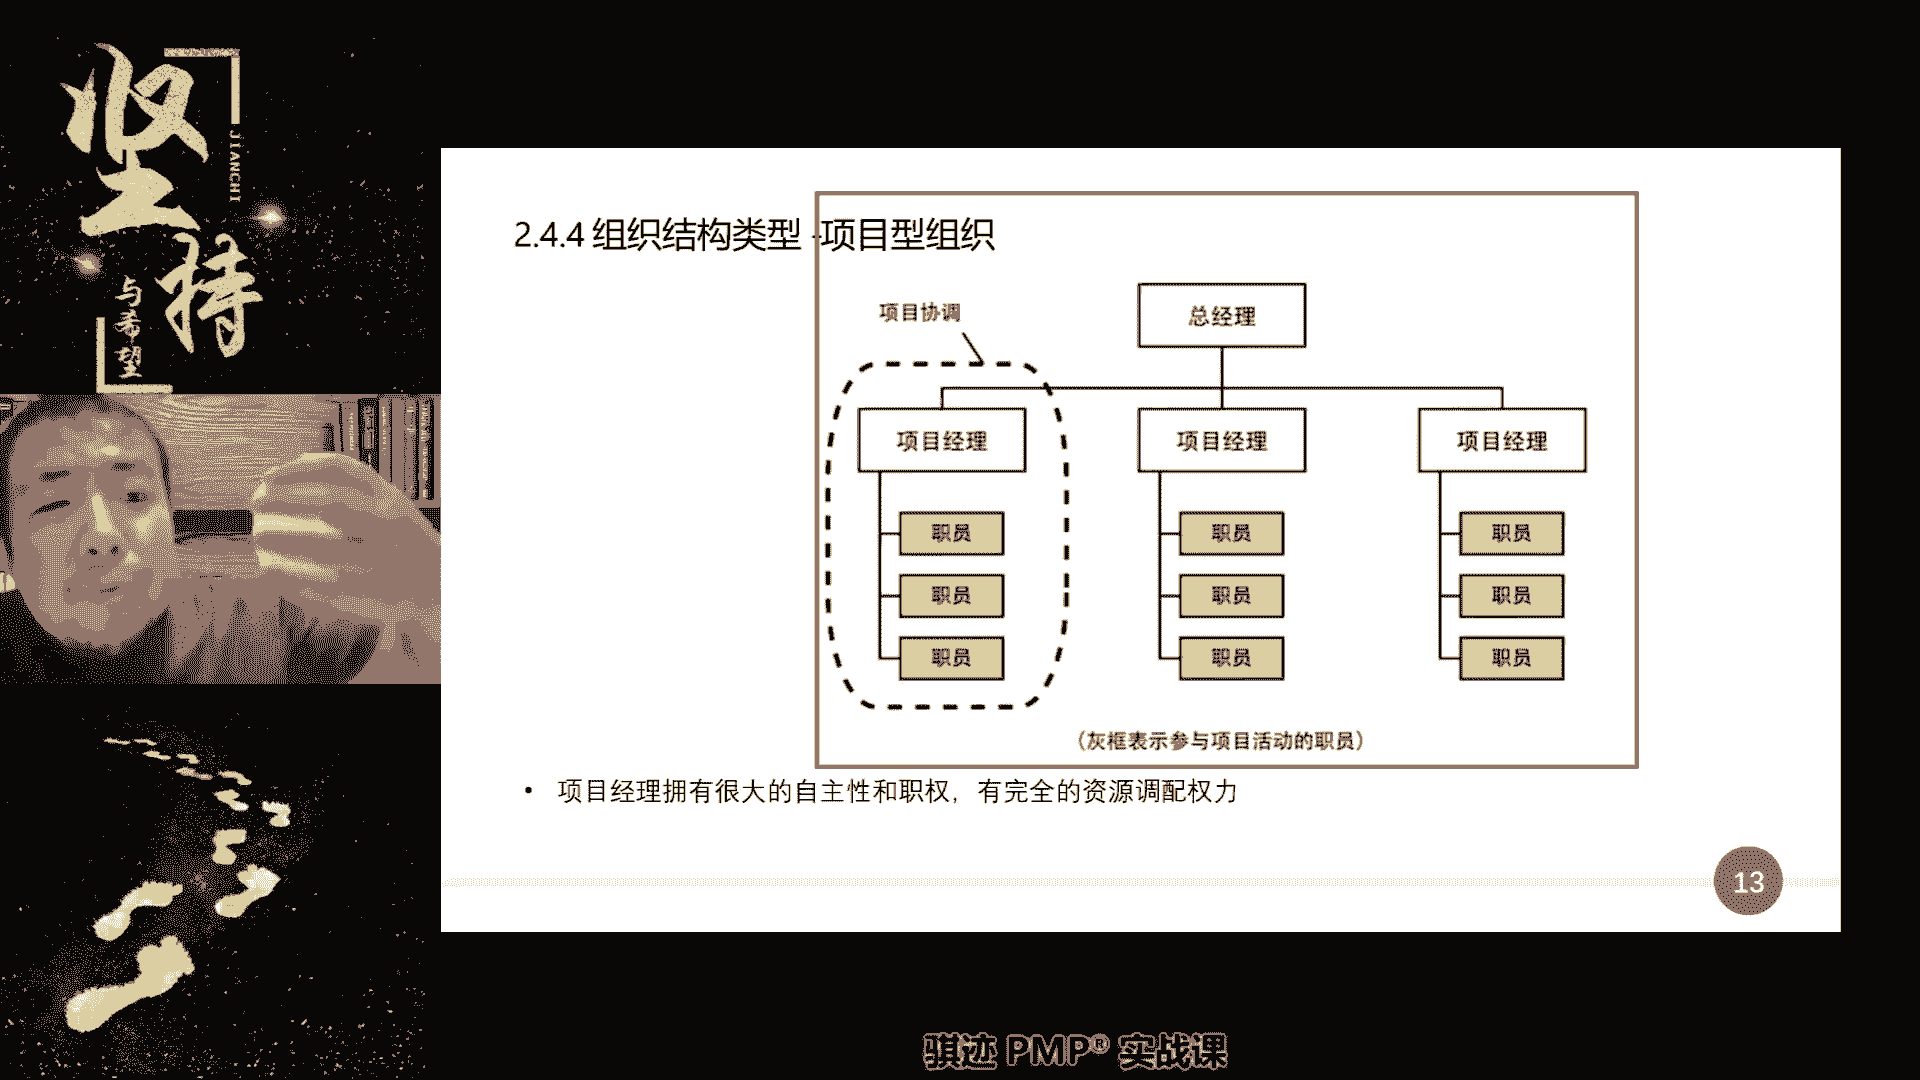 坚持
JIANCHI
与希望
2.4.4 组织结构类型 -项目型组织
项目协调
总经理
项目经理 项目经理 项目经理
职员 职员 职员
职员 职员 职员
职员 职员 职员
（灰框表示参与项目活动的职员）
• 项目经理拥有很大的自主性和职权，有完全的资源调配权力
13
骐迹 PMP® 实战课